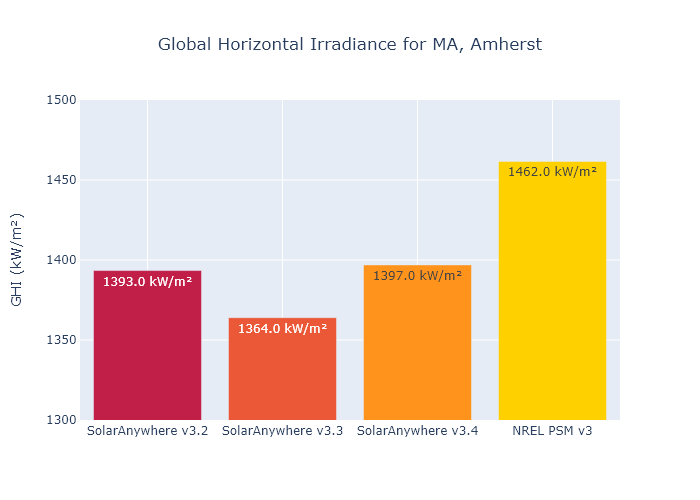 Global Horizontal Irradiance for MA, Amherst
GHI (kW/m²)
1500
1450
1400
1350
1300
1393.0 kW/m²
1364.0 kW/m²
1397.0 kW/m²
1462.0 kW/m²
SolarAnywhere v3.2
SolarAnywhere v3.3
SolarAnywhere v3.4
NREL PSM v3